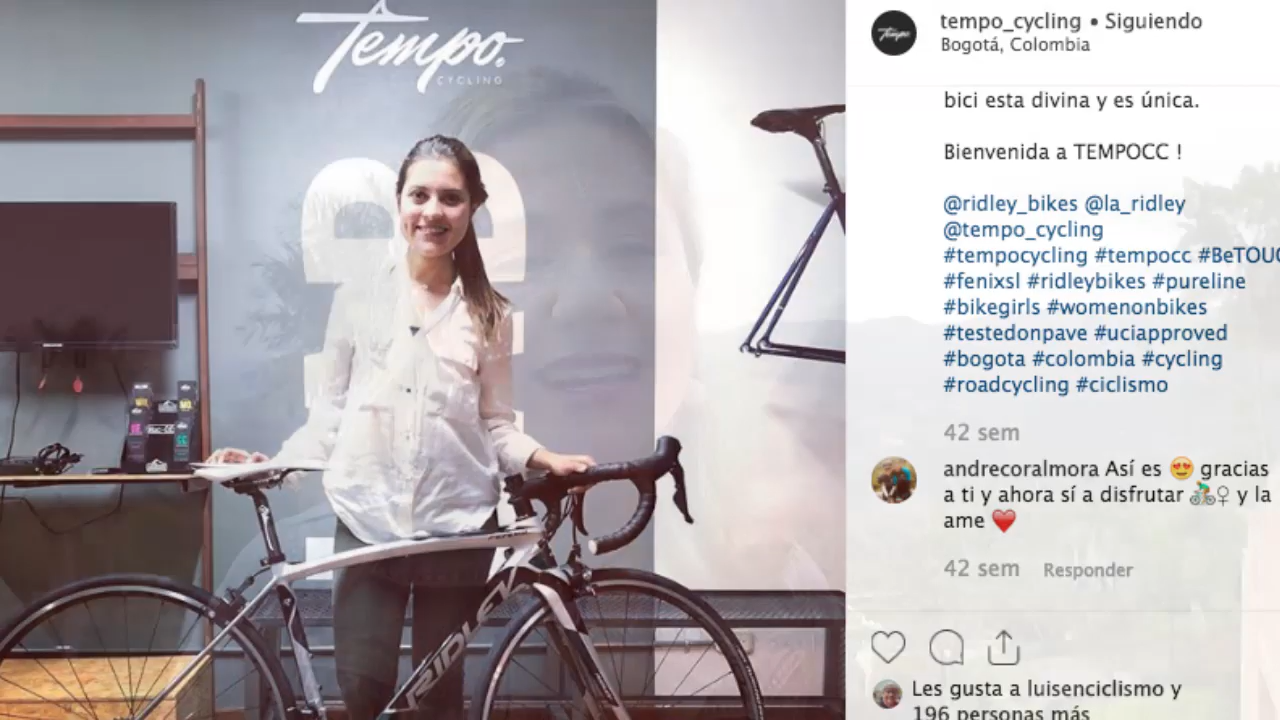 Tempo.
CYCLING
RIDLEY
tempo_cycling • Siguiendo
Bogotá, Colombia
bici esta divina y es única.
Bienvenida a TEMPOCC !
@ridley_bikes @la_ridley
@tempo_cycling
#tempocycling #tempocc #BeTOUG
#fenixsl #ridleybikes #pureline
#bikegirls #womenonbikes
#testedonpave #uciapproved
#bogota #colombia #cycling
#roadcycling #ciclismo
42 sem
andrecoralmora Así es 😍 gracias
a ti y ahora sí a disfrutar 🚴♀ y la
ame ❤️
42 sem Responder
Les gusta a luisenciclismo y
196 personas más